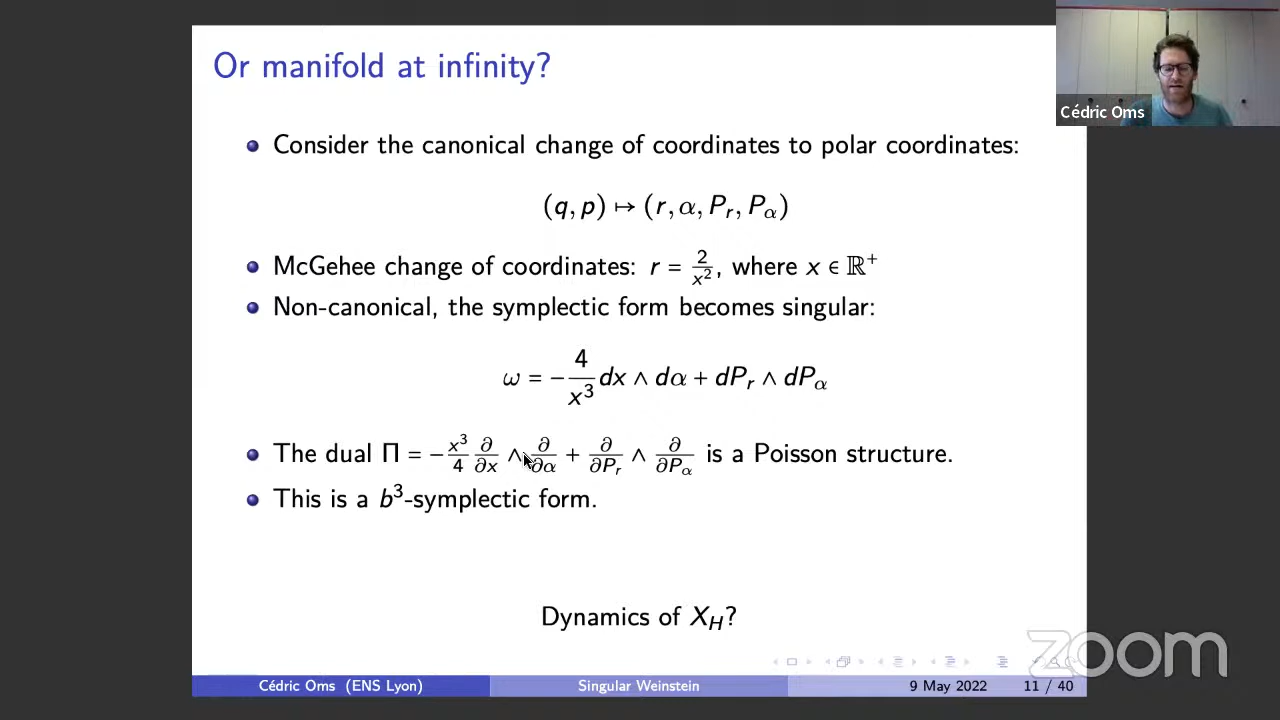 Or manifold at infinity?
Cédric Oms
Consider the canonical change of coordinates to polar coordinates:
(q, p) ↦ (r, α, P_r, P_α)
McGehee change of coordinates: r = 2/x², where x ∈ ℝ⁺
Non-canonical, the symplectic form becomes singular:
ω = −4/x³ dx ∧ dα + dP_r ∧ dP_α
The dual Π = −x³/4 ∂/∂x ∧ ∂/∂α + ∂/∂P_r ∧ ∂/∂P_α is a Poisson structure.
This is a b³-symplectic form.
Dynamics of X_H?
zoom
Cédric Oms (ENS Lyon) Singular Weinstein 9 May 2022 11 / 40